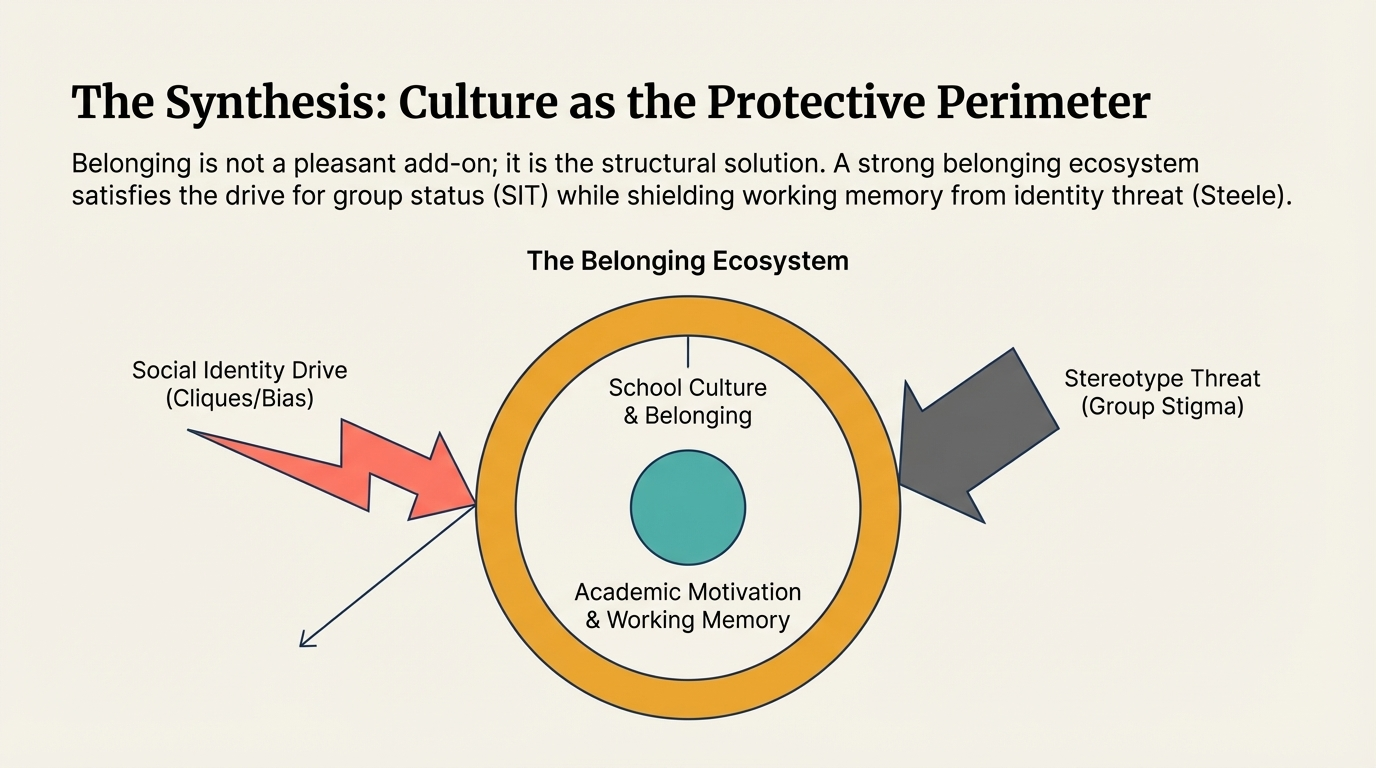 The Synthesis: Culture as the Protective Perimeter
Belonging is not a pleasant add-on; it is the structural solution. A strong belonging ecosystem
satisfies the drive for group status (SIT) while shielding working memory from identity threat (Steele).
The Belonging Ecosystem
Social Identity Drive
(Cliques/Bias)
School Culture
& Belonging
Stereotype Threat
(Group Stigma)
Academic Motivation
& Working Memory